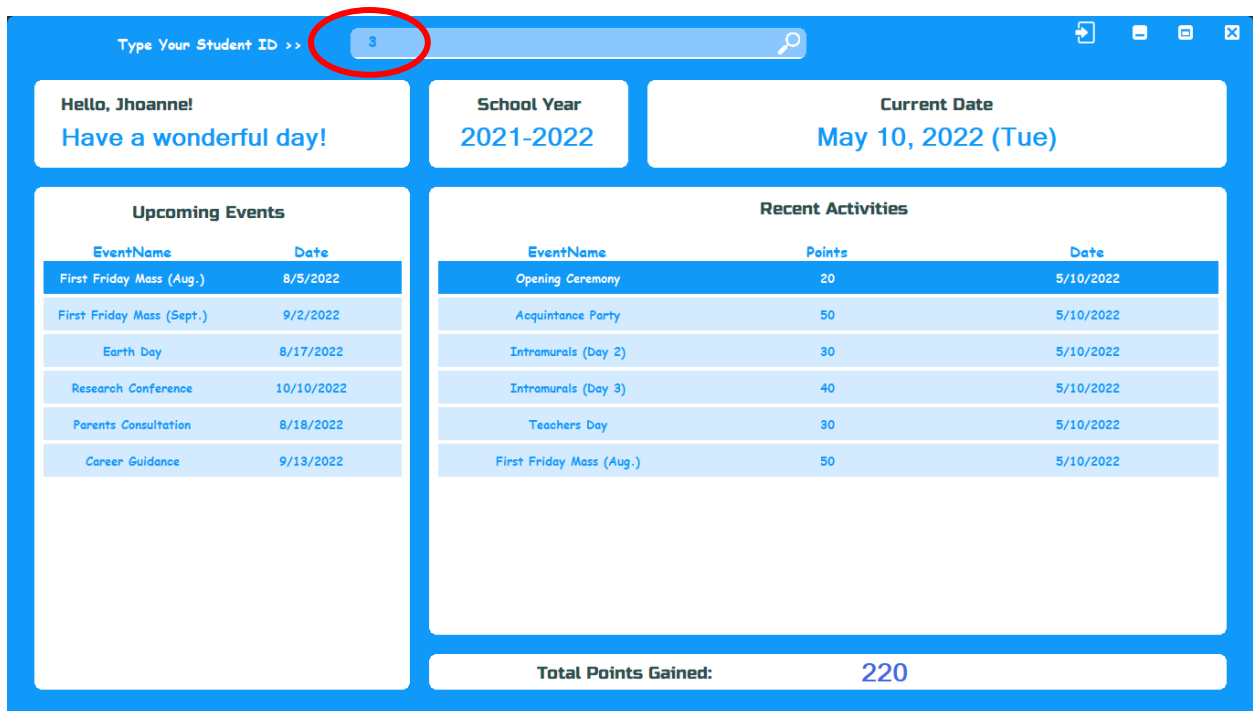 Type Your Student ID >> 3
Hello, Jhoanne!
Have a wonderful day!
School Year
2021-2022
Current Date
May 10, 2022 (Tue)
Upcoming Events
EventName Date
First Friday Mass (Aug.) 8/5/2022
First Friday Mass (Sept.) 9/2/2022
Earth Day 8/17/2022
Research Conference 10/10/2022
Parents Consultation 8/18/2022
Career Guidance 9/13/2022
Recent Activities
EventName Points Date
Opening Ceremony 20 5/10/2022
Acquintance Party 50 5/10/2022
Intramurals (Day 2) 30 5/10/2022
Intramurals (Day 3) 40 5/10/2022
Teachers Day 30 5/10/2022
First Friday Mass (Aug.) 50 5/10/2022
Total Points Gained: 220